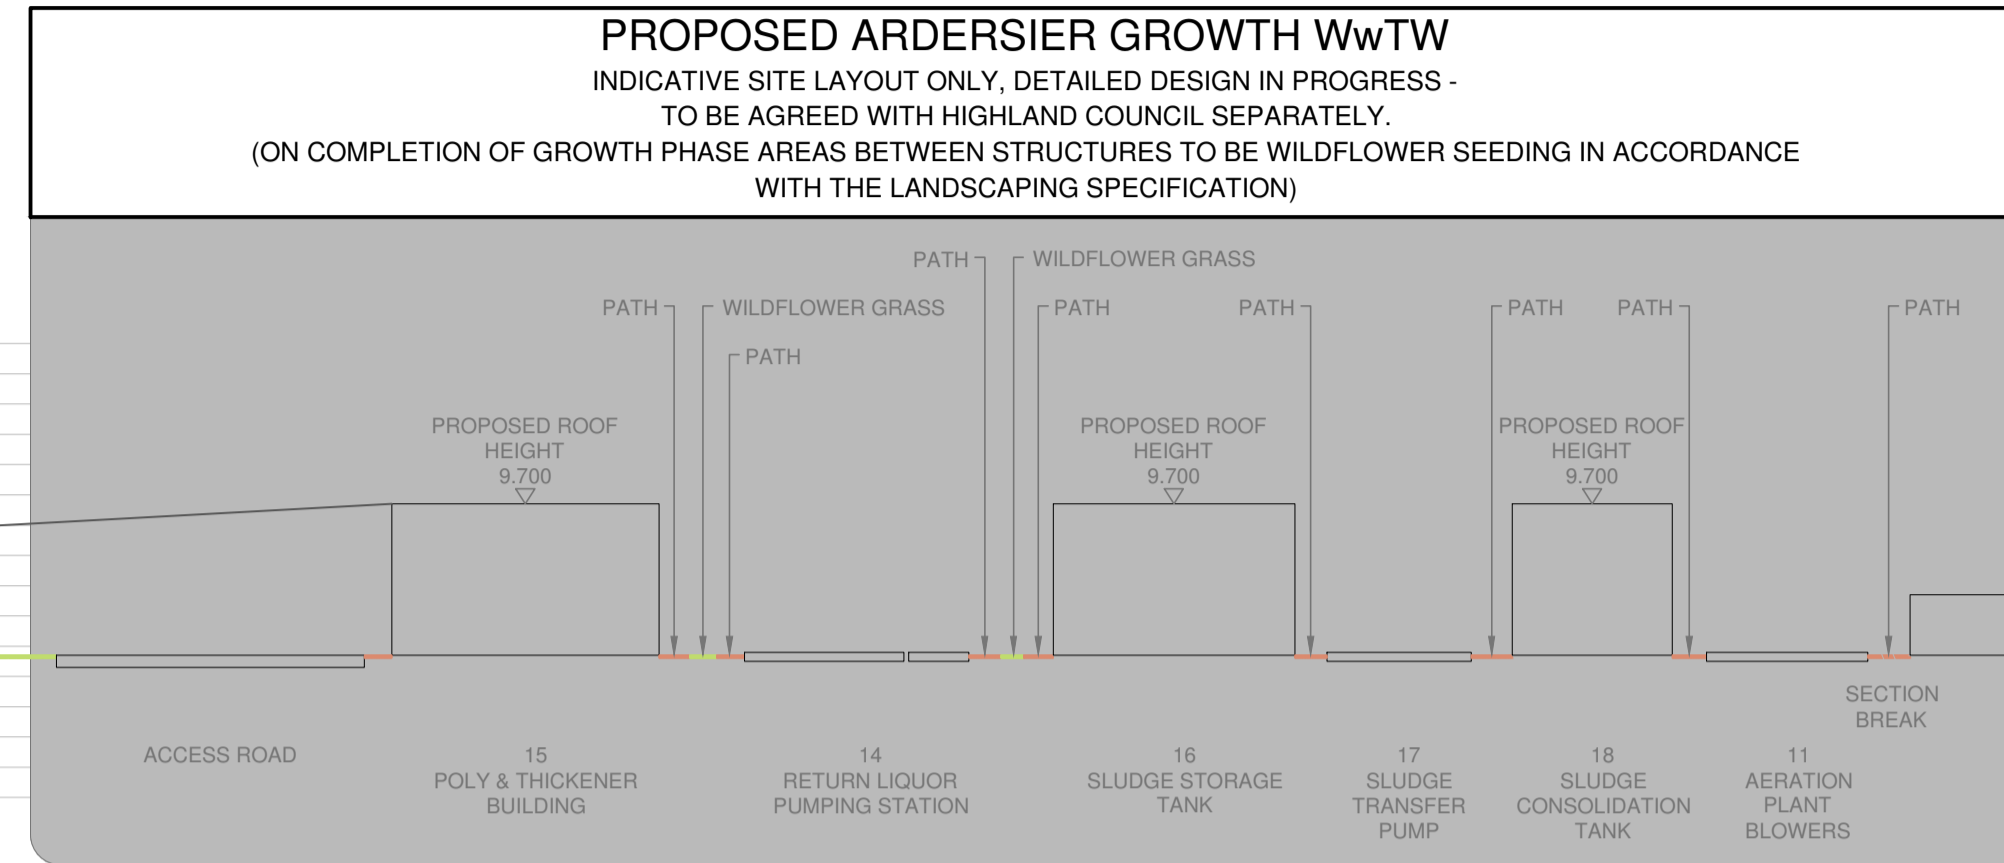 PROPOSED ARDERSIER GROWTH WwTW
INDICATIVE SITE LAYOUT ONLY, DETAILED DESIGN IN PROGRESS -
TO BE AGREED WITH HIGHLAND COUNCIL SEPARATELY.
(ON COMPLETION OF GROWTH PHASE AREAS BETWEEN STRUCTURES TO BE WILDFLOWER SEEDING IN ACCORDANCE
WITH THE LANDSCAPING SPECIFICATION)
PATH
WILDFLOWER GRASS
PATH
WILDFLOWER GRASS
PATH
PATH
PATH
PATH
PATH
PATH
PROPOSED ROOF
HEIGHT
9.700
PROPOSED ROOF
HEIGHT
9.700
PROPOSED ROOF
HEIGHT
9.700
SECTION
BREAK
ACCESS ROAD
15
POLY & THICKENER
BUILDING
14
RETURN LIQUOR
PUMPING STATION
16
SLUDGE STORAGE
TANK
17
SLUDGE
TRANSFER
PUMP
18
SLUDGE
CONSOLIDATION
TANK
11
AERATION
PLANT
BLOWERS